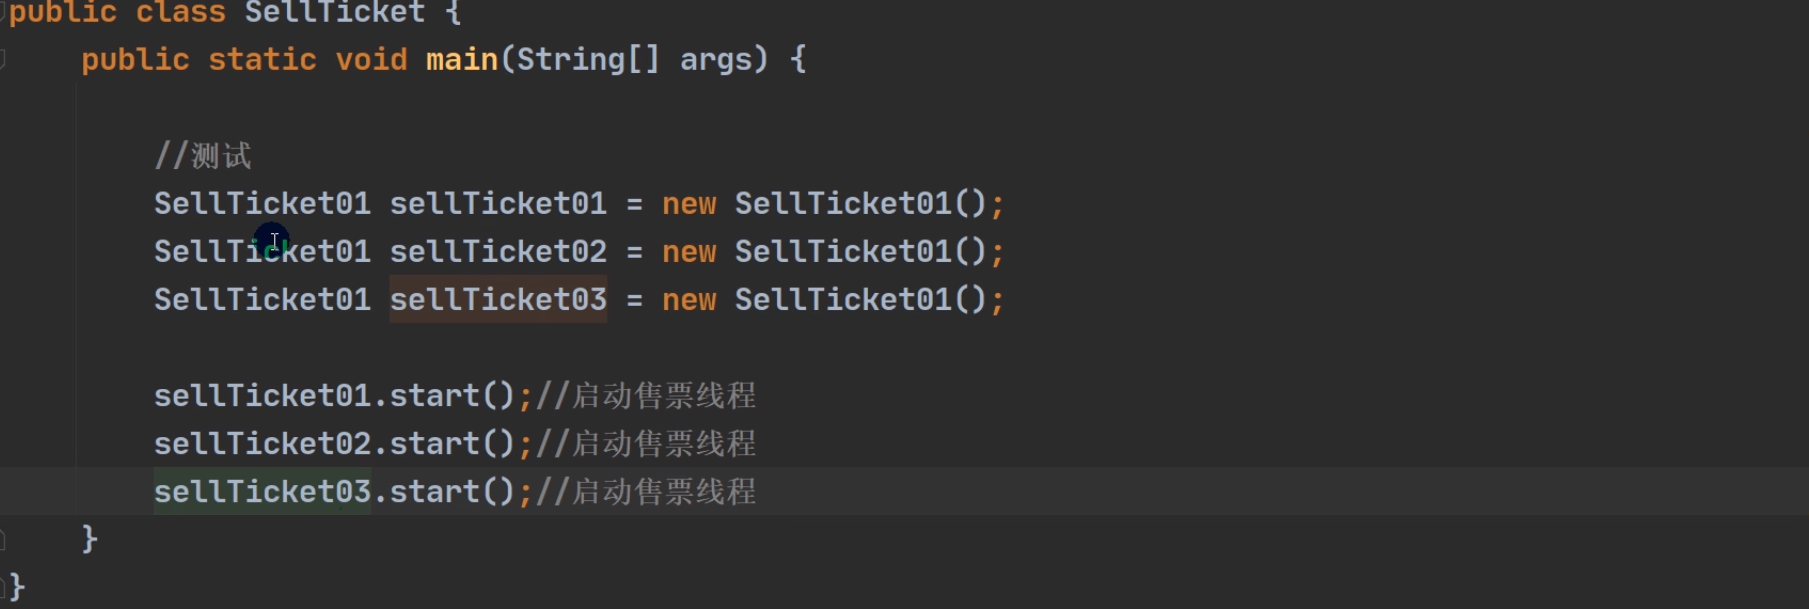 public class SellTicket {
public static void main(String[] args) {
//测试
SellTicket01 sellTicket01 = new SellTicket01();
SellTicket01 sellTicket02 = new SellTicket01();
SellTicket01 sellTicket03 = new SellTicket01();
sellTicket01.start();//启动售票线程
sellTicket02.start();//启动售票线程
sellTicket03.start();//启动售票线程
}
}